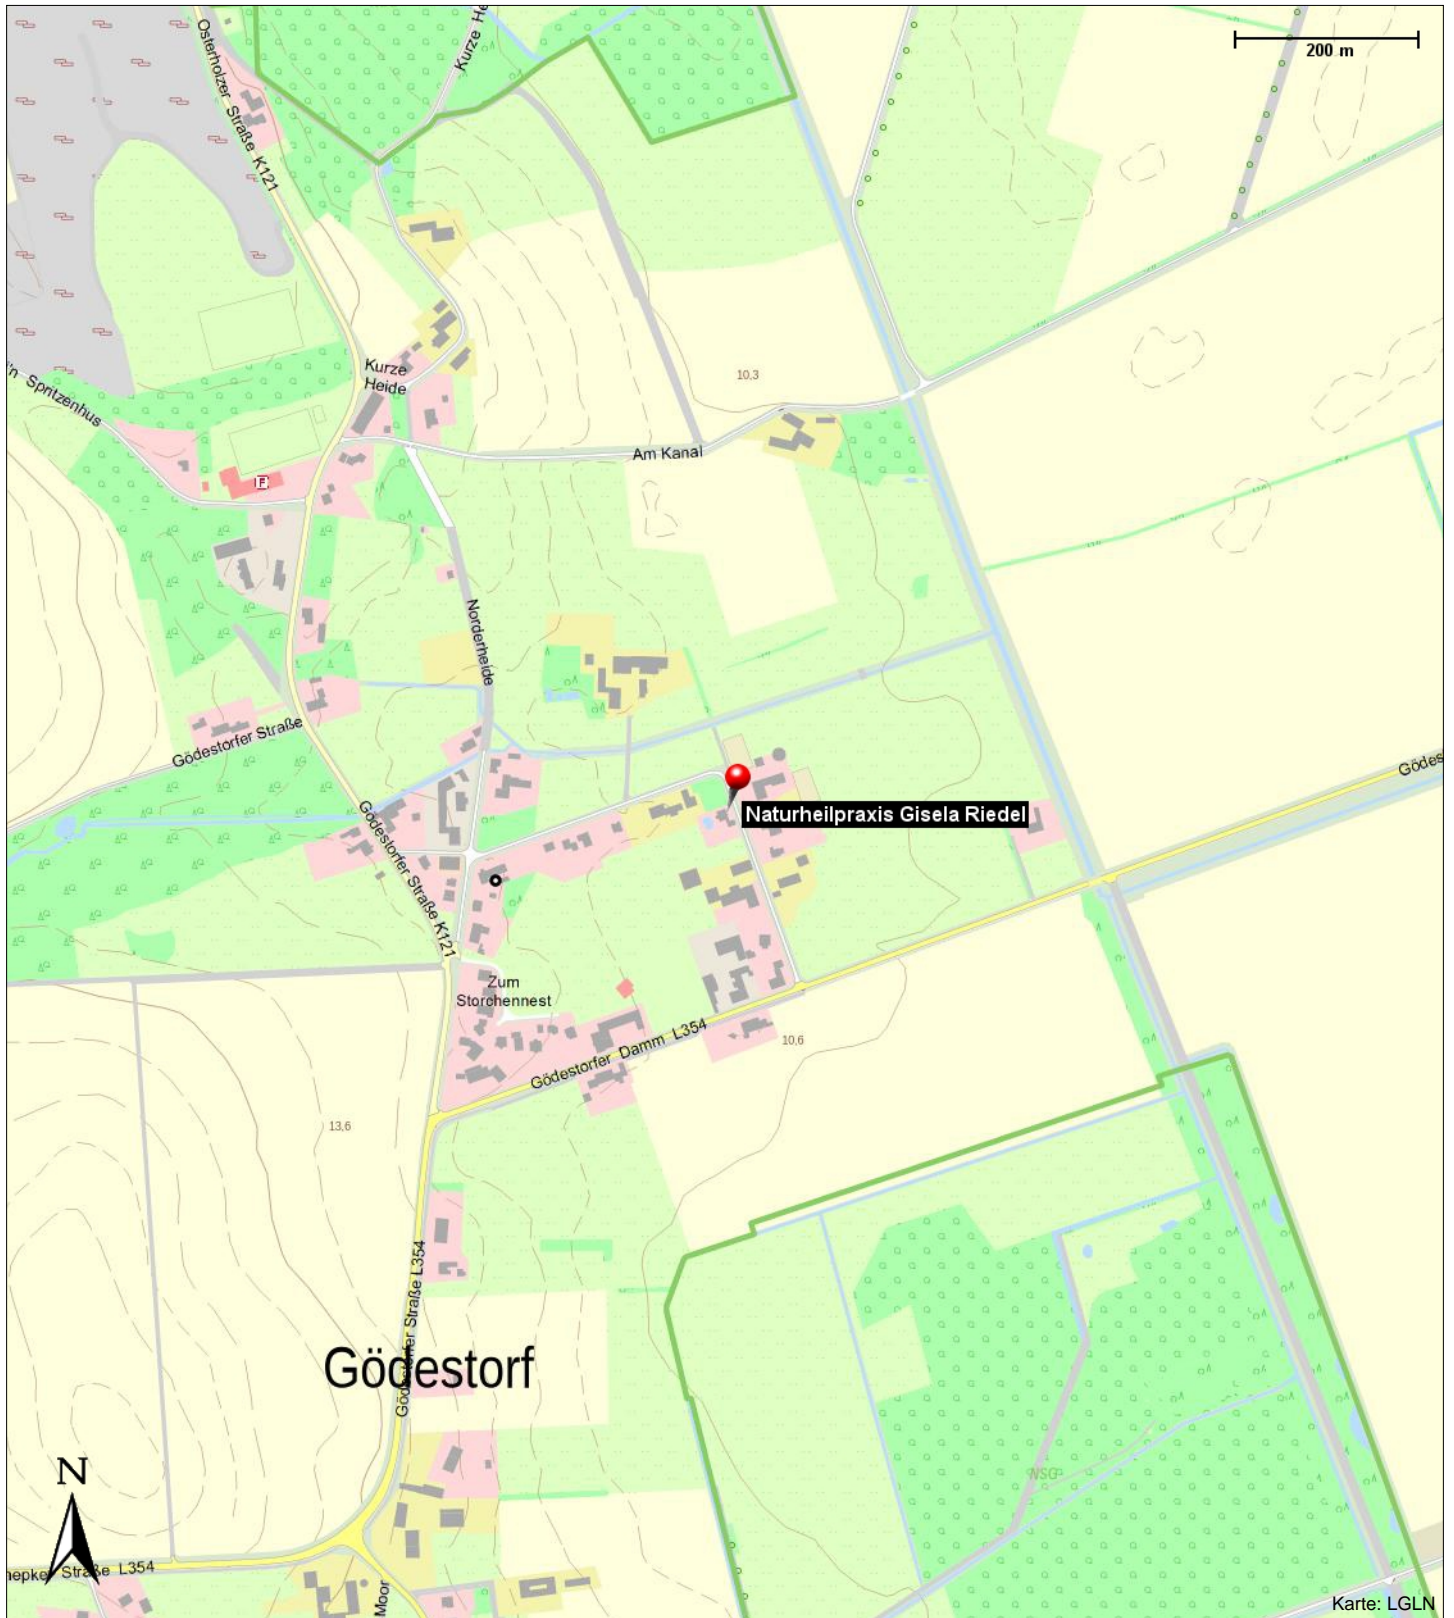 Osterholzer Straße K121
Kurze He
200 m
Kurze
Heide
'n Spritzenhus
10,3
Am Kanal
F
Norderheide
Gödestorfer Straße
Gödes
Naturheilpraxis Gisela Riedel
Gödestorfer Straße K121
Zum
Storchennest
Gödestorfer Damm L354
10,6
13,6
Gödestorfer Straße L354
Gödestorf
N
NSG
nepker Straße L354
Moor
Karte: LGLN